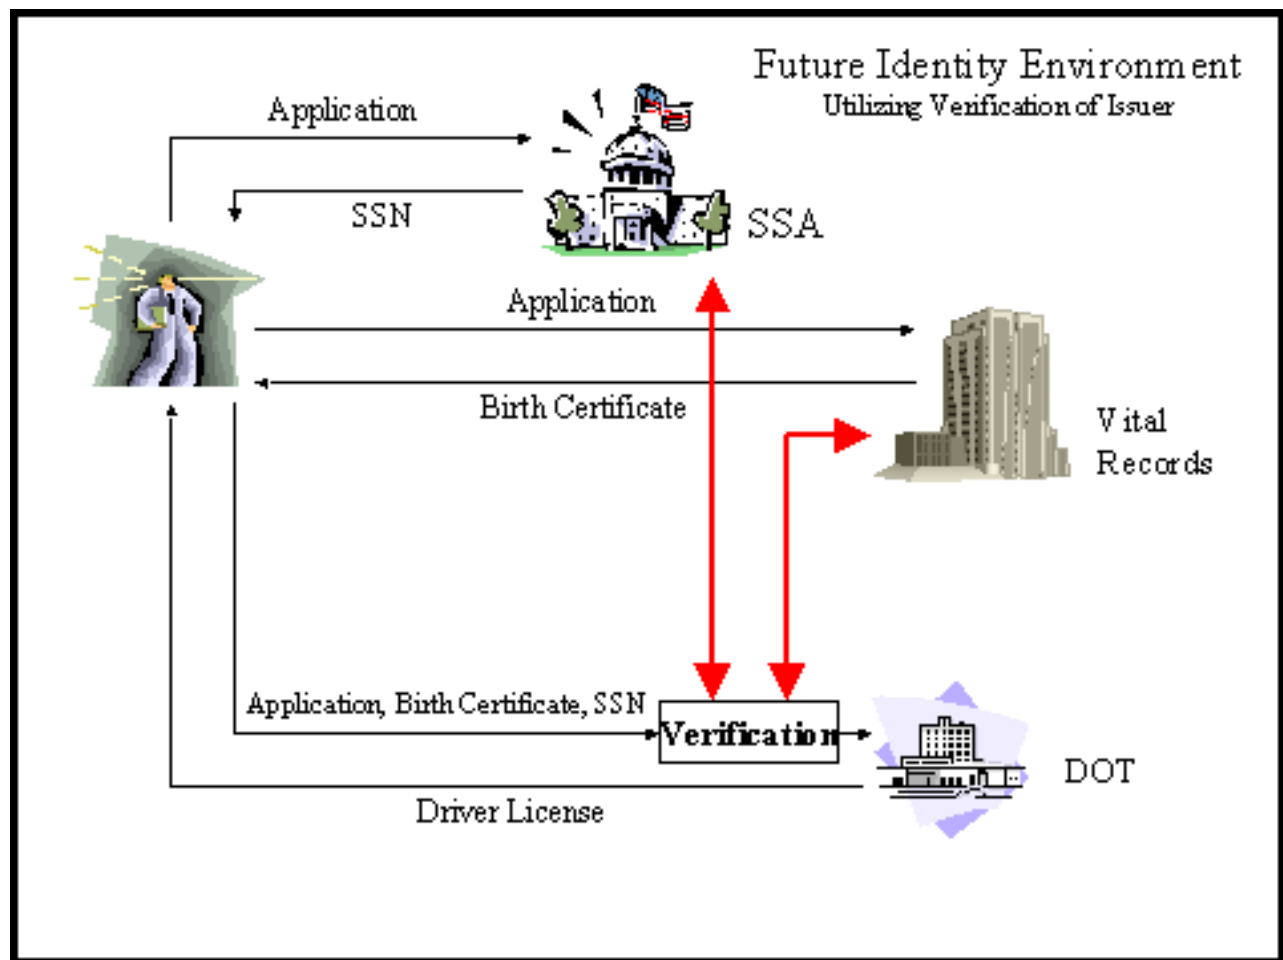 Future Identity Environment
Utilizing Verification of Issuer
Application
SSN
SSA
Application
Birth Certificate
Vital
Records
Application, Birth Certificate, SSN
Verification
DOT
Driver License